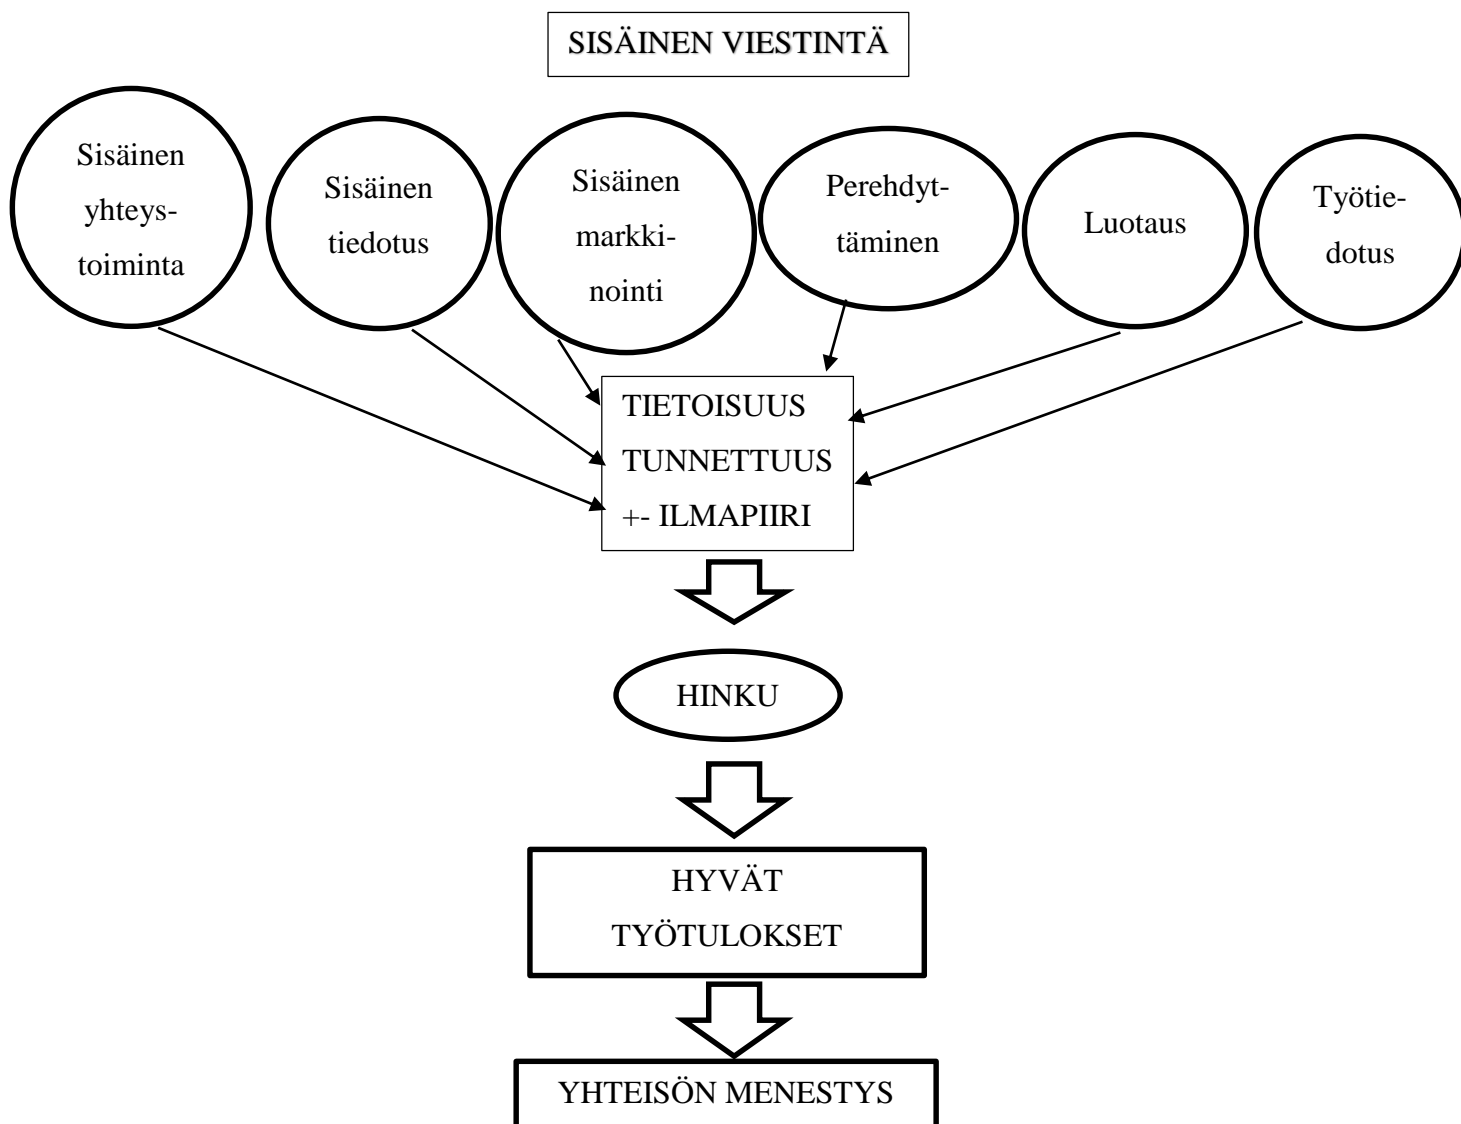 SISÄINEN VIESTINTÄ
Sisäinen
yhteys-
toiminta
Sisäinen
tiedotus
Sisäinen
markki-
nointi
Perehdyt-
täminen
Luotaus
Työtie-
dotus
TIETOISUUS
TUNNETTUUS
+- ILMAPIIRI
HINKU
HYVÄT
TYÖTULOKSET
YHTEISÖN MENESTYS